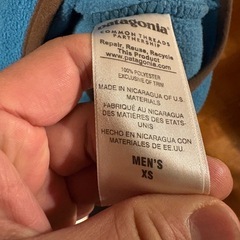 patagonia®
COMMON THREADS
PARTNERSHIP
Repair, Reuse, Recycle
This Product
www.patagonia.com
100% POLYESTER
EXCLUSIVE OF TRIM
MADE IN NICARAGUA OF U.S.
MATERIALS
FABRIQUÉ AU NICARAGUA
DES MATIÈRES DES ÉTATS-
UNIS
HECHO EN NICARAGUA CON
MATERIALES DE EE.UU.
MEN'S
XS